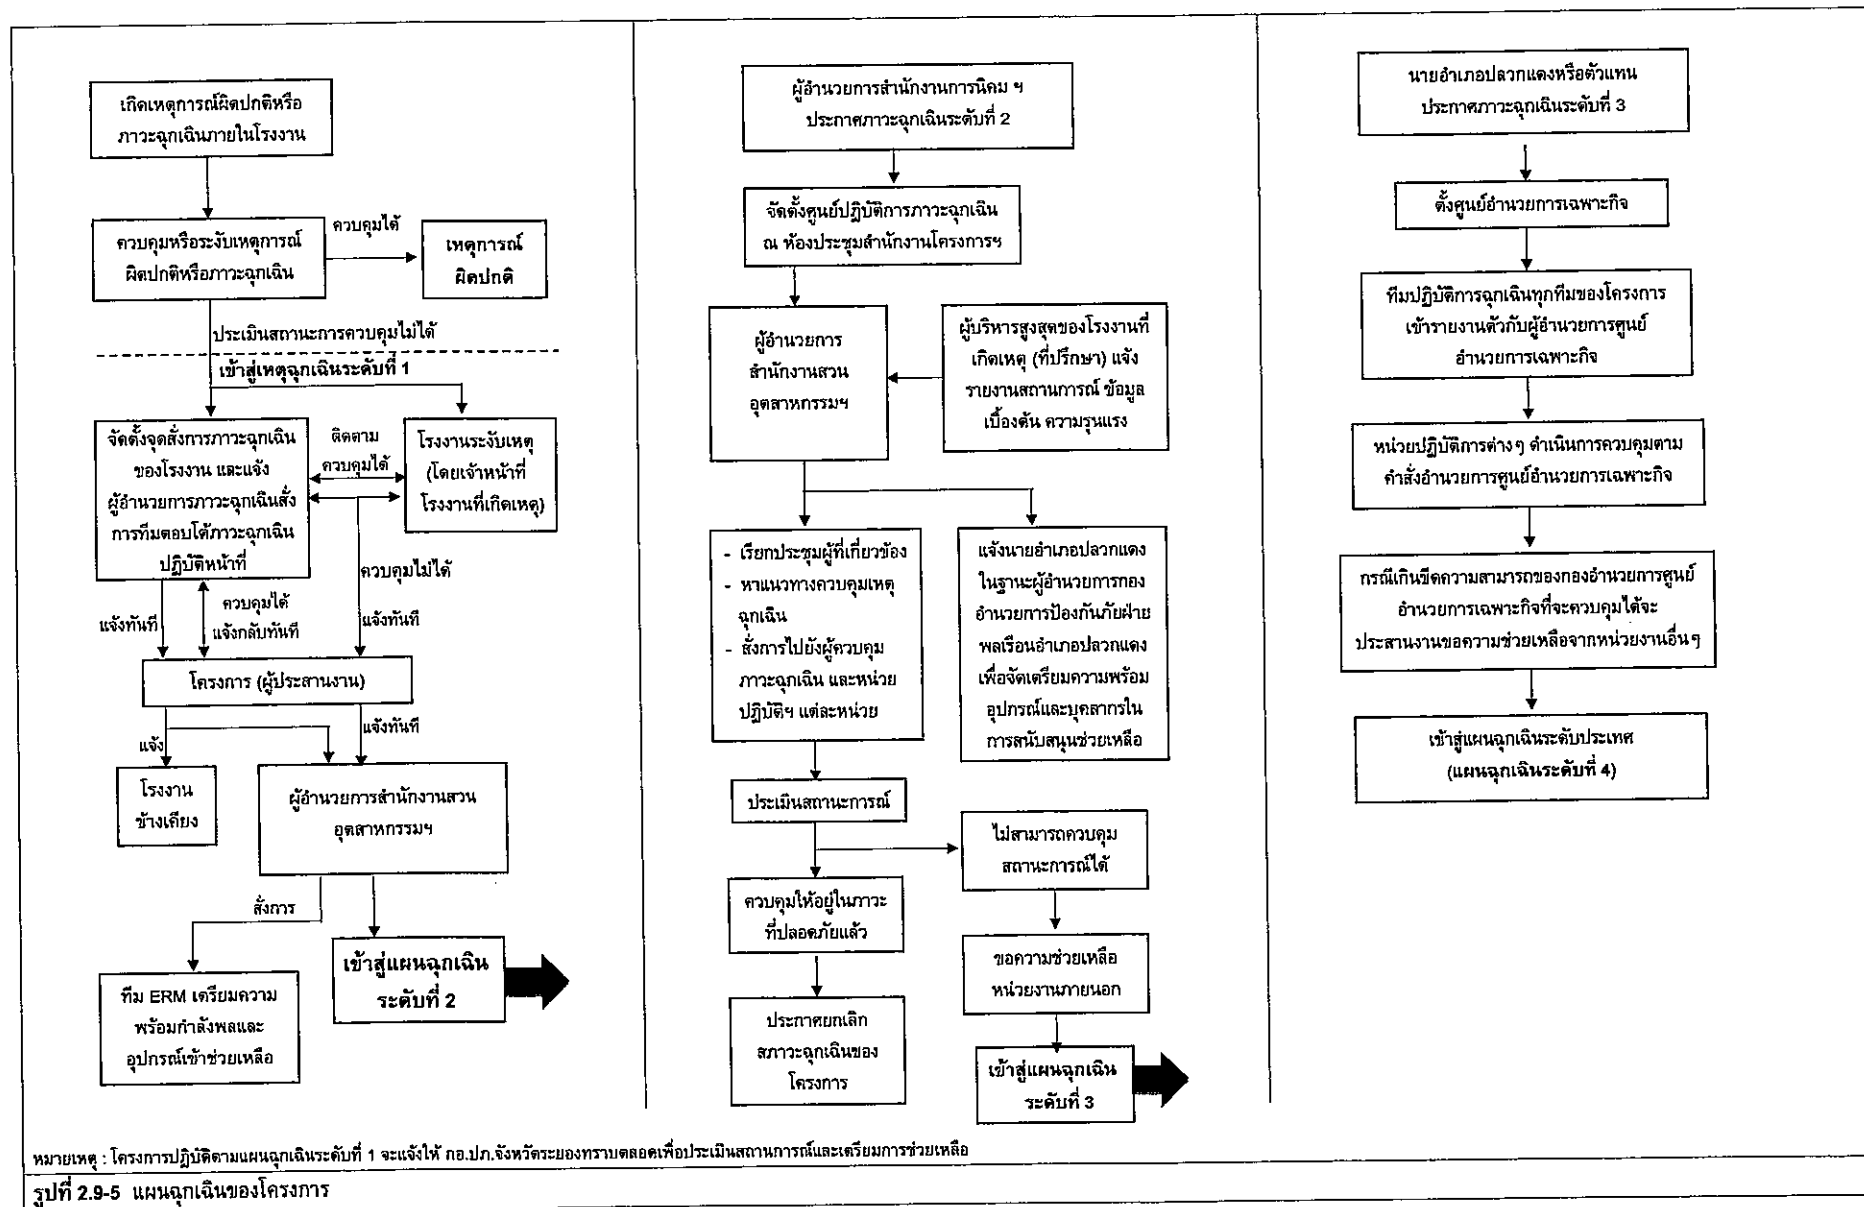 เกิดเหตุการณ์ผิดปกติหรือ
ภาวะฉุกเฉินภายในโรงงาน
ควบคุมหรือระงับเหตุการณ์
ผิดปกติหรือภาวะฉุกเฉิน
ควบคุมได้
เหตุการณ์
ผิดปกติ
ประเมินสถานะการควบคุมไม่ได้
เข้าสู่เหตุฉุกเฉินระดับที่ 1
จัดตั้งจุดสั่งการภาวะฉุกเฉิน
ของโรงงาน และแจ้ง
ผู้อำนวยการภาวะฉุกเฉินสั่ง
การทีมตอบโต้ภาวะฉุกเฉิน
ปฏิบัติหน้าที่
ติดตาม
ควบคุมได้
โรงงานระงับเหตุ
(โดยเจ้าหน้าที่
โรงงานที่เกิดเหตุ)
ควบคุมไม่ได้
แจ้งทันที
ควบคุมได้
แจ้งกลับทันที
แจ้งทันที
โครงการ (ผู้ประสานงาน)
แจ้ง
แจ้งทันที
โรงงาน
ข้างเคียง
ผู้อำนวยการสำนักงานสวน
อุตสาหกรรมฯ
สั่งการ
ทีม ERM เตรียมความ
พร้อมกำลังพลและ
อุปกรณ์เข้าช่วยเหลือ
เข้าสู่แผนฉุกเฉิน
ระดับที่ 2
ผู้อำนวยการสำนักงานการนิคม ฯ
ประกาศภาวะฉุกเฉินระดับที่ 2
จัดตั้งศูนย์ปฏิบัติการภาวะฉุกเฉิน
ณ ห้องประชุมสำนักงานโครงการฯ
ผู้อำนวยการ
สำนักงานสวน
อุตสาหกรรมฯ
ผู้บริหารสูงสุดของโรงงานที่
เกิดเหตุ (ที่ปรึกษา) แจ้ง
รายงานสถานการณ์ ข้อมูล
เบื้องต้น ความรุนแรง
- เรียกประชุมผู้ที่เกี่ยวข้อง
- หาแนวทางควบคุมเหตุ
ฉุกเฉิน
- สั่งการไปยังผู้ควบคุม
ภาวะฉุกเฉิน และหน่วย
ปฏิบัติฯ แต่ละหน่วย
แจ้งนายอำเภอปลวกแดง
ในฐานะผู้อำนวยการกอง
อำนวยการป้องกันภัยฝ่าย
พลเรือนอำเภอปลวกแดง
เพื่อจัดเตรียมความพร้อม
อุปกรณ์และบุคลากรใน
การสนับสนุนช่วยเหลือ
ประเมินสถานะการณ์
ไม่สามารถควบคุม
สถานะการณ์ได้
ควบคุมให้อยู่ในภาวะ
ที่ปลอดภัยแล้ว
ขอความช่วยเหลือ
หน่วยงานภายนอก
ประกาศยกเลิก
สภาวะฉุกเฉินของ
โครงการ
เข้าสู่แผนฉุกเฉิน
ระดับที่ 3
นายอำเภอปลวกแดงหรือตัวแทน
ประกาศภาวะฉุกเฉินระดับที่ 3
ตั้งศูนย์อำนวยการเฉพาะกิจ
ทีมปฏิบัติการฉุกเฉินทุกทีมของโครงการ
เข้ารายงานตัวกับผู้อำนวยการศูนย์
อำนวยการเฉพาะกิจ
หน่วยปฏิบัติการต่างๆ ดำเนินการควบคุมตาม
คำสั่งอำนวยการศูนย์อำนวยการเฉพาะกิจ
กรณีเกินขีดความสามารถของกองอำนวยการศูนย์
อำนวยการเฉพาะกิจที่จะควบคุมได้จะ
ประสานงานขอความช่วยเหลือจากหน่วยงานอื่นๆ
เข้าสู่แผนฉุกเฉินระดับประเทศ
(แผนฉุกเฉินระดับที่ 4)
หมายเหตุ : โครงการปฏิบัติตามแผนฉุกเฉินระดับที่ 1 จะแจ้งให้ กอ.ปภ.จังหวัดระยองทราบตลอดเพื่อประเมินสถานการณ์และเตรียมการช่วยเหลือ
รูปที่ 2.9-5 แผนฉุกเฉินของโครงการ